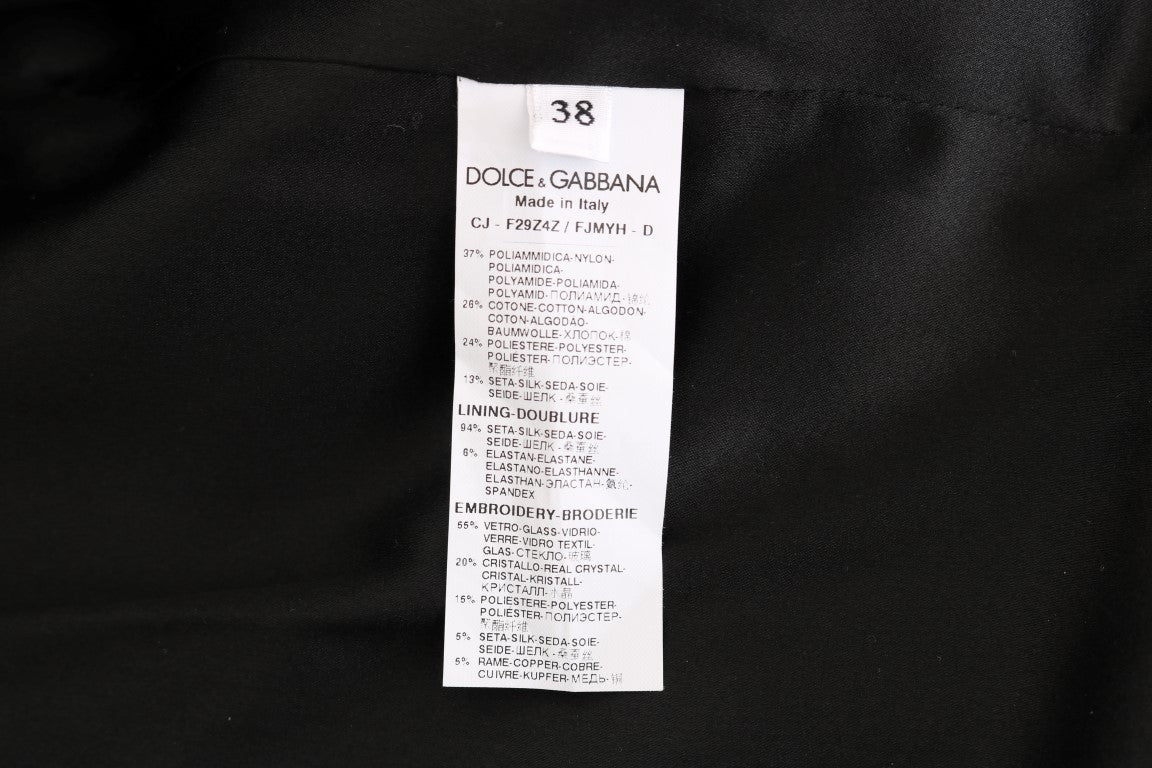 38
DOLCE & GABBANA
Made in Italy
CJ - F29Z4Z / FJMYH - D
37% POLIAMMIDICA-NYLON-
POLIAMIDICA-
POLYAMIDE-POLIAMIDA-
POLYAMID-ПОЛИАМИД-锦纶
26% COTONE-COTTON-ALGODON-
COTON-ALGODAO-
BAUMWOLLE-ХЛОПОК-棉
24% POLIESTERE-POLYESTER-
POLIESTER-ПОЛИЭСТЕР-
聚酯纤维
13% SETA-SILK-SEDA-SOIE-
SEIDE-ШЕЛК - 桑蚕丝
LINING-DOUBLURE
94% SETA-SILK-SEDA-SOIE-
SEIDE-ШЕЛК - 桑蚕丝
6% ELASTAN-ELASTANE-
ELASTANO-ELASTHANNE-
ELASTHAN-ЭЛАСТАН-氨纶-
SPANDEX
EMBROIDERY-BRODERIE
55% VETRO-GLASS-VIDRIO-
VERRE-VIDRO TEXTIL-
GLAS-СТЕКЛО-玻璃
20% CRISTALLO-REAL CRYSTAL-
CRISTAL-KRISTALL-
КРИСТАЛЛ-水晶
15% POLIESTERE-POLYESTER-
POLIESTER-ПОЛИЭСТЕР-
聚酯纤维
5% SETA-SILK-SEDA-SOIE-
SEIDE-ШЕЛК - 桑蚕丝
5% RAME-COPPER-COBRE-
CUIVRE-KUPFER-МЕДЬ-铜